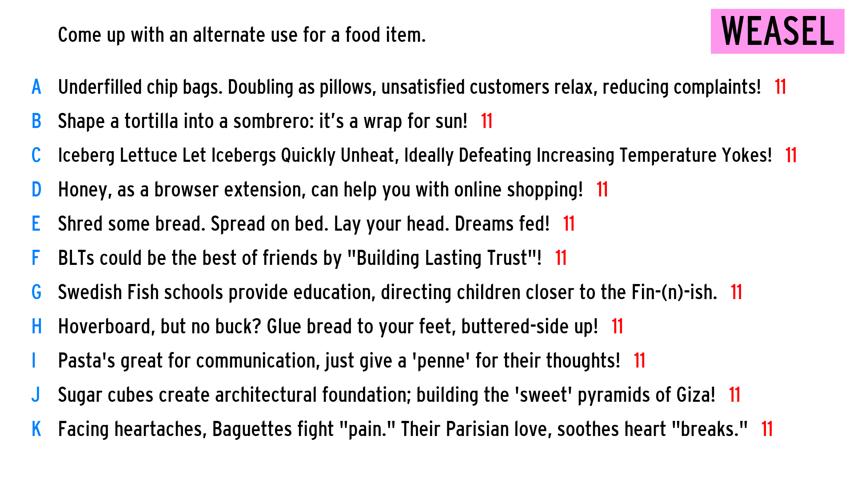 Come up with an alternate use for a food item.
WEASEL
A Underfilled chip bags. Doubling as pillows, unsatisfied customers relax, reducing complaints! 11
B Shape a tortilla into a sombrero: it's a wrap for sun! 11
C Iceberg Lettuce Let Icebergs Quickly Unheat, Ideally Defeating Increasing Temperature Yokes! 11
D Honey, as a browser extension, can help you with online shopping! 11
E Shred some bread. Spread on bed. Lay your head. Dreams fed! 11
F BLTs could be the best of friends by "Building Lasting Trust"! 11
G Swedish Fish schools provide education, directing children closer to the Fin-(n)-ish. 11
H Hoverboard, but no buck? Glue bread to your feet, buttered-side up! 11
I Pasta's great for communication, just give a 'penne' for their thoughts! 11
J Sugar cubes create architectural foundation; building the 'sweet' pyramids of Giza! 11
K Facing heartaches, Baguettes fight "pain." Their Parisian love, soothes heart "breaks." 11